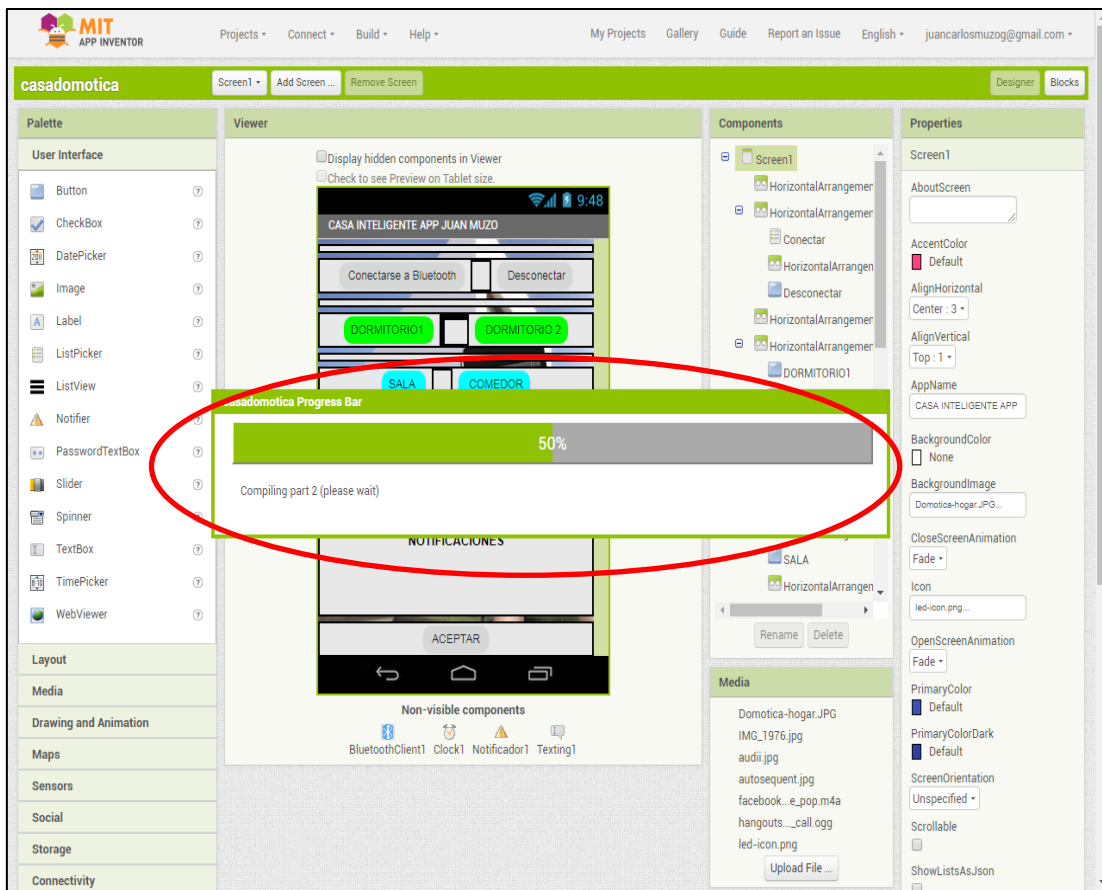 MIT
APP INVENTOR
Projects
Connect
Build
Help
My Projects
Gallery
Guide
Report an Issue
English
juancarlosmuzog@gmail.com
casadomotica
Screen1
Add Screen ...
Remove Screen
Designer
Blocks
Palette
User Interface
Button
CheckBox
DatePicker
Image
Label
ListPicker
ListView
Notifier
PasswordTextBox
Slider
Spinner
TextBox
TimePicker
WebViewer
Layout
Media
Drawing and Animation
Maps
Sensors
Social
Storage
Connectivity
Viewer
Display hidden components in Viewer
Check to see Preview on Tablet size.
9:48
CASA INTELIGENTE APP JUAN MUZO
Conectarse a Bluetooth
Desconectar
DORMITORIO1
DORMITORIO 2
SALA
COMEDOR
Casadomotica Progress Bar
50%
Compiling part 2 (please wait)
NOTIFICACIONES
ACEPTAR
Non-visible components
BluetoothClient1
Clock1
Notificador1
Texting1
Components
Screen1
HorizontalArrangemer
HorizontalArrangemer
Conectar
HorizontalArrangen
Desconectar
HorizontalArrangemer
HorizontalArrangemer
DORMITORIO1
SALA
HorizontalArrangen
Rename
Delete
Media
Domotica-hogar.JPG
IMG_1976.jpg
audii.jpg
autosequent.jpg
facebook...e_pop.m4a
hangouts..._call.ogg
led-icon.png
Upload File ...
Properties
Screen1
AboutScreen
AccentColor
Default
AlignHorizontal
Center : 3
AlignVertical
Top : 1
AppName
CASA INTELIGENTE APP
BackgroundColor
None
BackgroundImage
Domotica-hogar.JPG...
CloseScreenAnimation
Fade
Icon
led-icon.png...
OpenScreenAnimation
Fade
PrimaryColor
Default
PrimaryColorDark
Default
ScreenOrientation
Unspecified
Scrollable
ShowListsAsJson